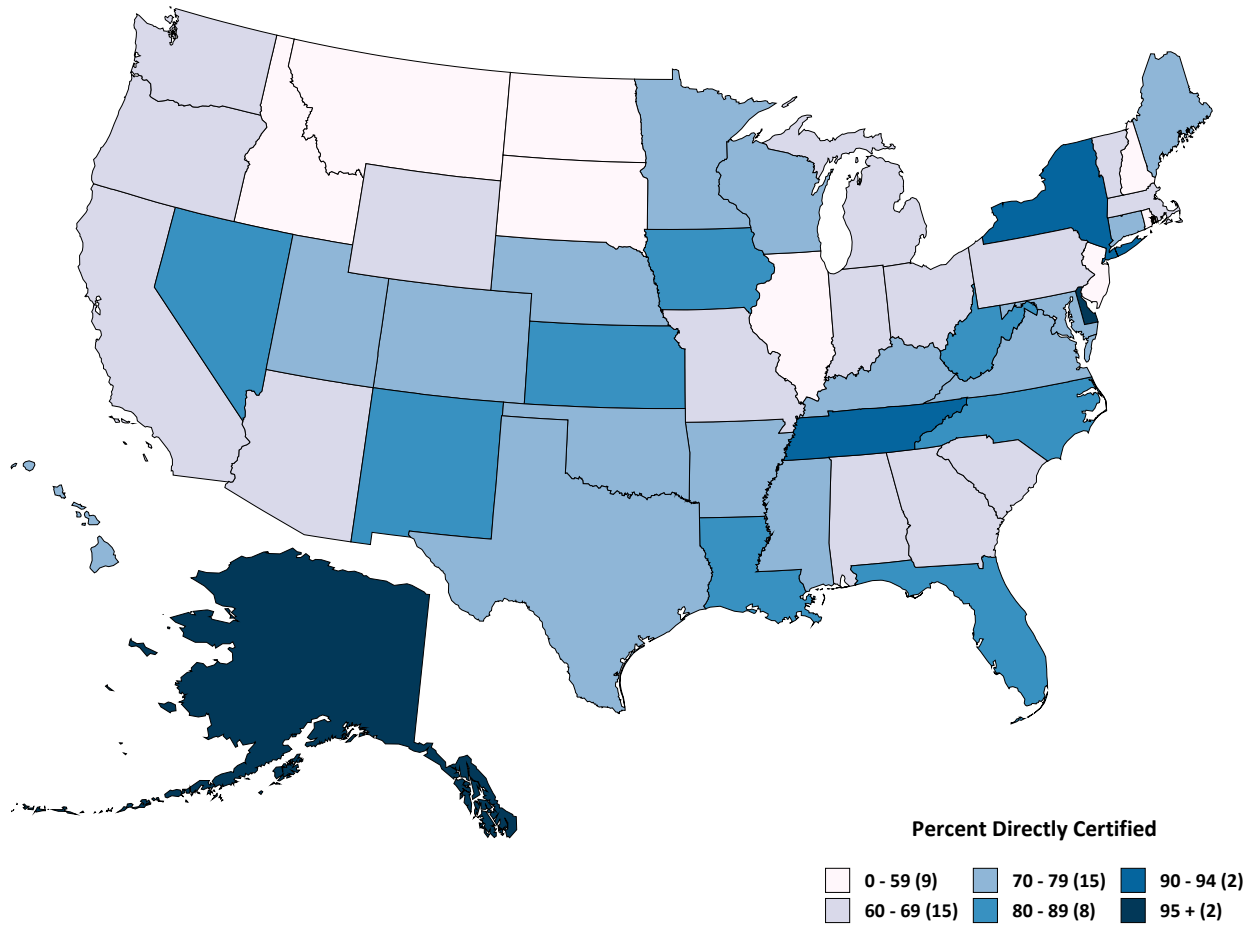 Percent Directly Certified
0 - 59 (9) 70 - 79 (15) 90 - 94 (2)
60 - 69 (15) 80 - 89 (8) 95 + (2)